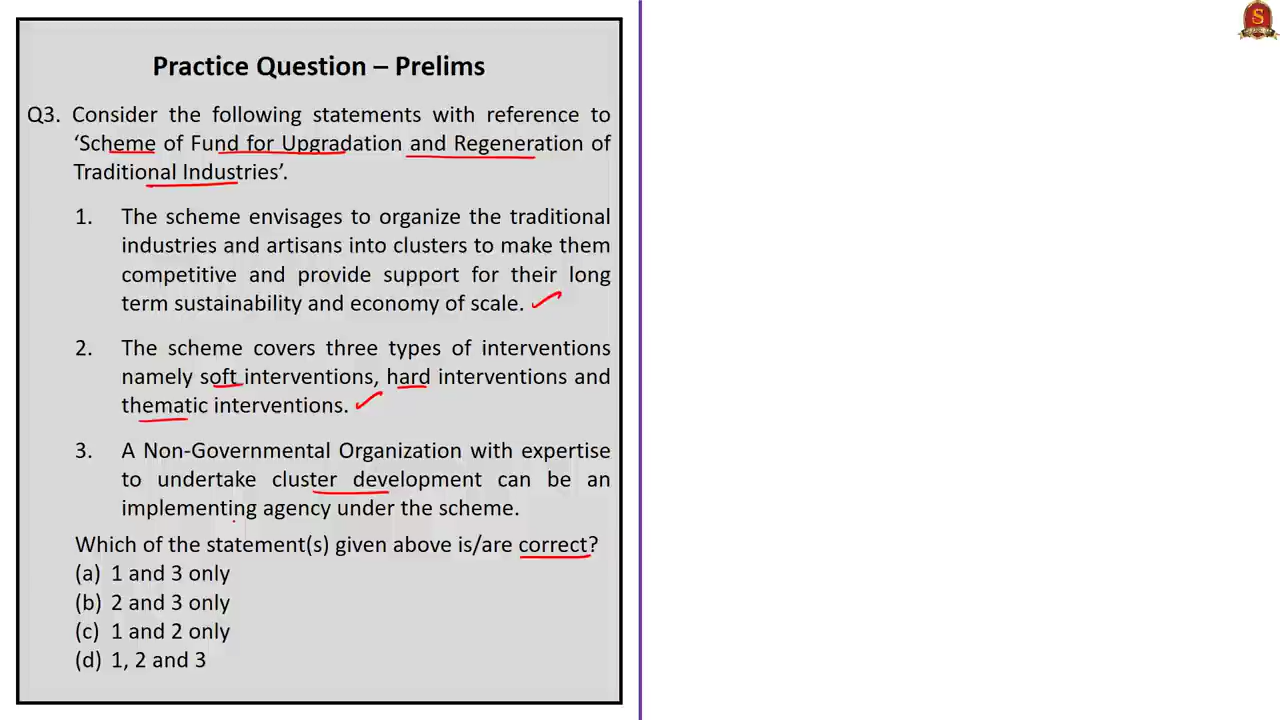 Practice Question – Prelims
Q3. Consider the following statements with reference to
‘Scheme of Fund for Upgradation and Regeneration of
Traditional Industries’.
1. The scheme envisages to organize the traditional
industries and artisans into clusters to make them
competitive and provide support for their long
term sustainability and economy of scale.
2. The scheme covers three types of interventions
namely soft interventions, hard interventions and
thematic interventions.
3. A Non-Governmental Organization with expertise
to undertake cluster development can be an
implementing agency under the scheme.
Which of the statement(s) given above is/are correct?
(a) 1 and 3 only
(b) 2 and 3 only
(c) 1 and 2 only
(d) 1, 2 and 3
S